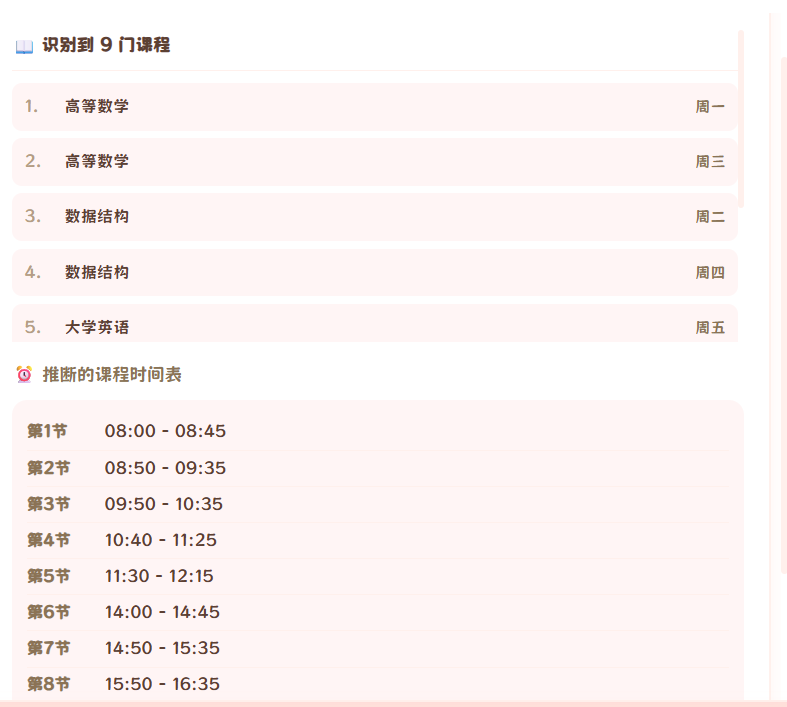 识别到 9 门课程
1. 高等数学 周一
2. 高等数学 周三
3. 数据结构 周二
4. 数据结构 周四
5. 大学英语 周五
推断的课程时间表
第1节 08:00 - 08:45
第2节 08:50 - 09:35
第3节 09:50 - 10:35
第4节 10:40 - 11:25
第5节 11:30 - 12:15
第6节 14:00 - 14:45
第7节 14:50 - 15:35
第8节 15:50 - 16:35